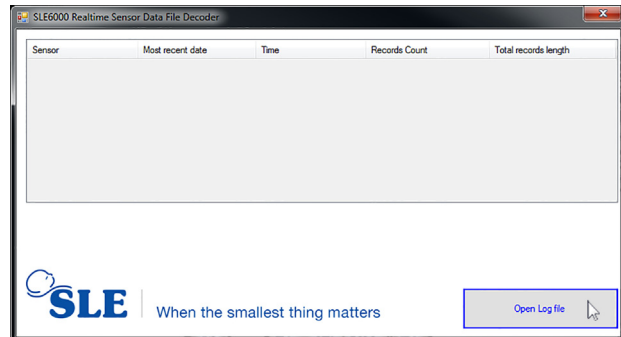 SLE6000 Realtime Sensor Data File Decoder
Sensor Most recent date Time Records Count Total records length
SLE When the smallest thing matters
Open Log file